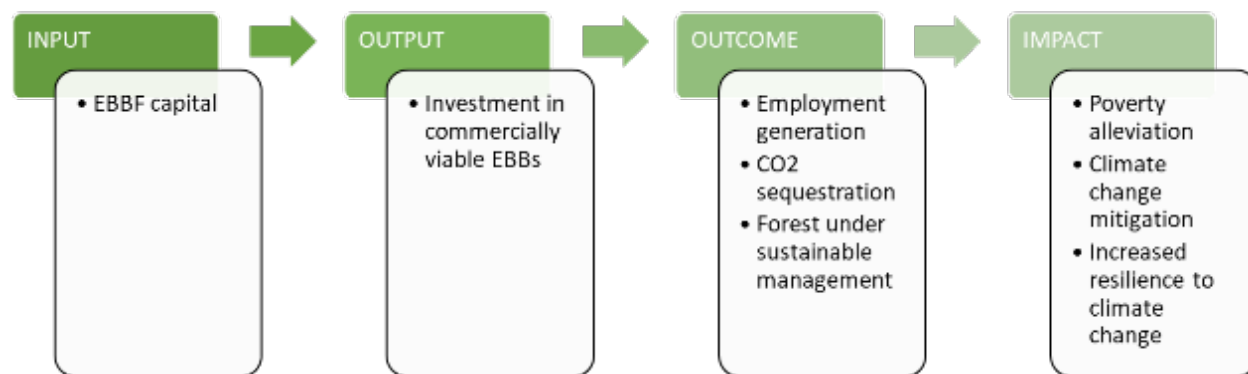 INPUT
• EBBF capital
OUTPUT
• Investment in
commercially
viable EBBs
OUTCOME
• Employment
generation
• CO2
sequestration
• Forest under
sustainable
management
IMPACT
• Poverty
alleviation
• Climate
change
mitigation
• Increased
resilience to
climate
change